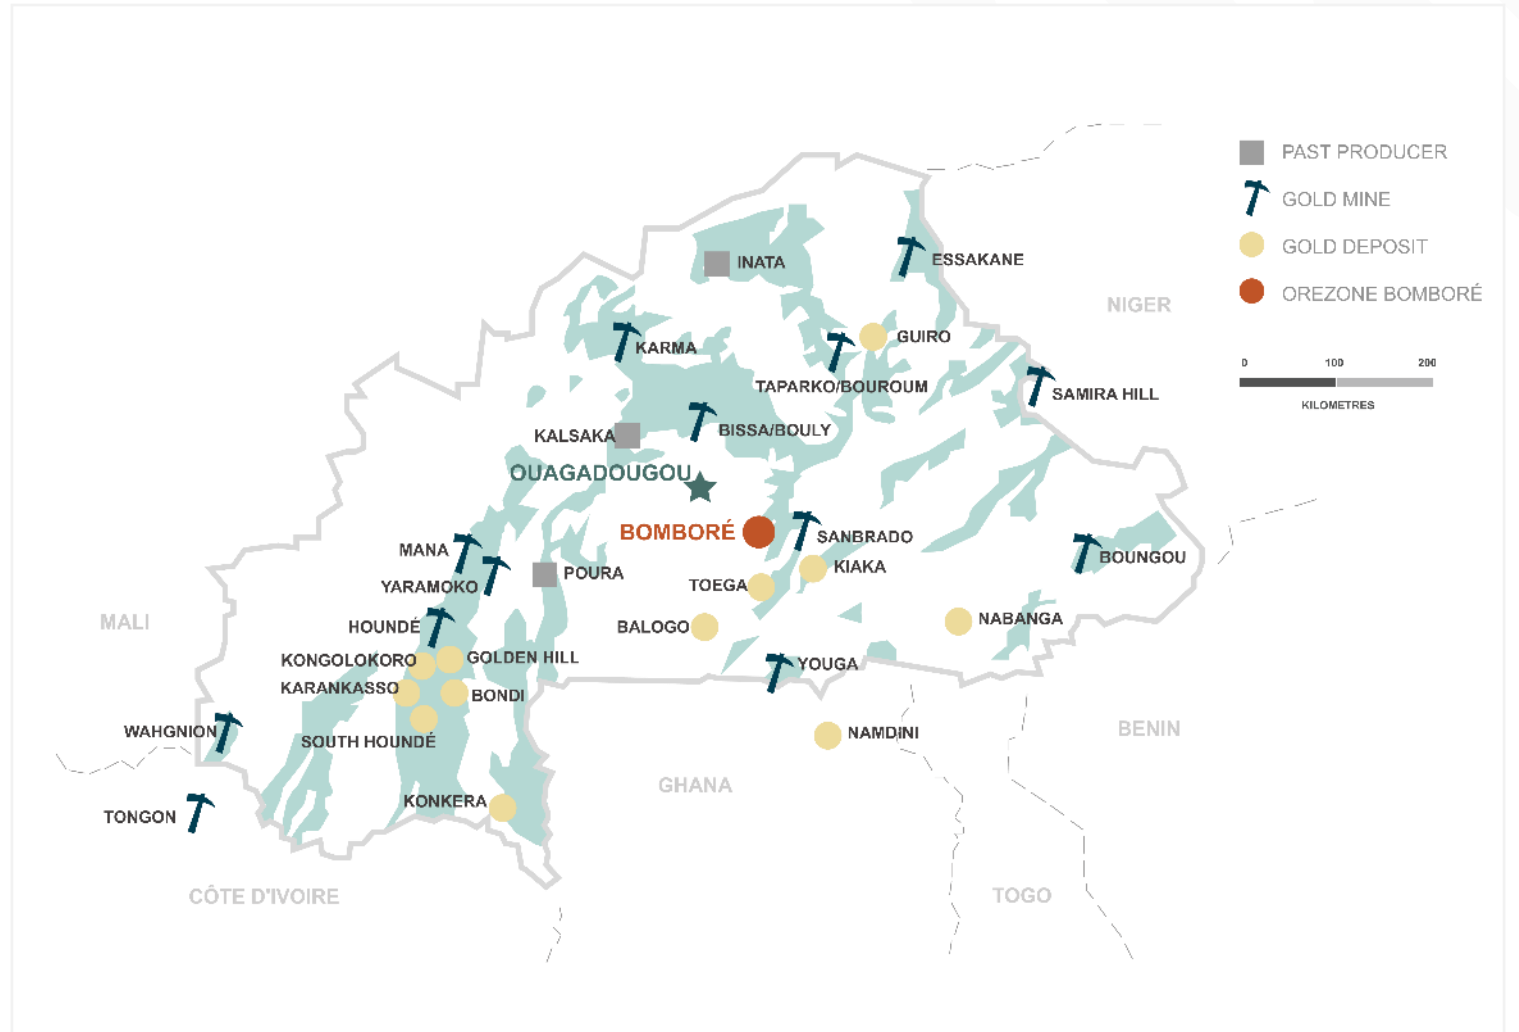 PAST PRODUCER
GOLD MINE
GOLD DEPOSIT
OREZONE BOMBORÉ
0 100 200
KILOMETRES
INATA
ESSAKANE
NIGER
GUIRO
KARMA
TAPARKO/BOUROUM
SAMIRA HILL
BISSA/BOULY
KALSAKA
OUAGADOUGOU
BOMBORÉ
SANBRADO
MANA
BOUNGOU
KIAKA
POURA
TOEGA
YARAMOKO
MALI
HOUNDÉ
BALOGO
NABANGA
KONGOLOKORO
GOLDEN HILL
YOUGA
KARANKASSO
BONDI
WAHGNION
SOUTH HOUNDÉ
NAMDINI
BENIN
GHANA
KONKERA
TONGON
CÔTE D'IVOIRE
TOGO